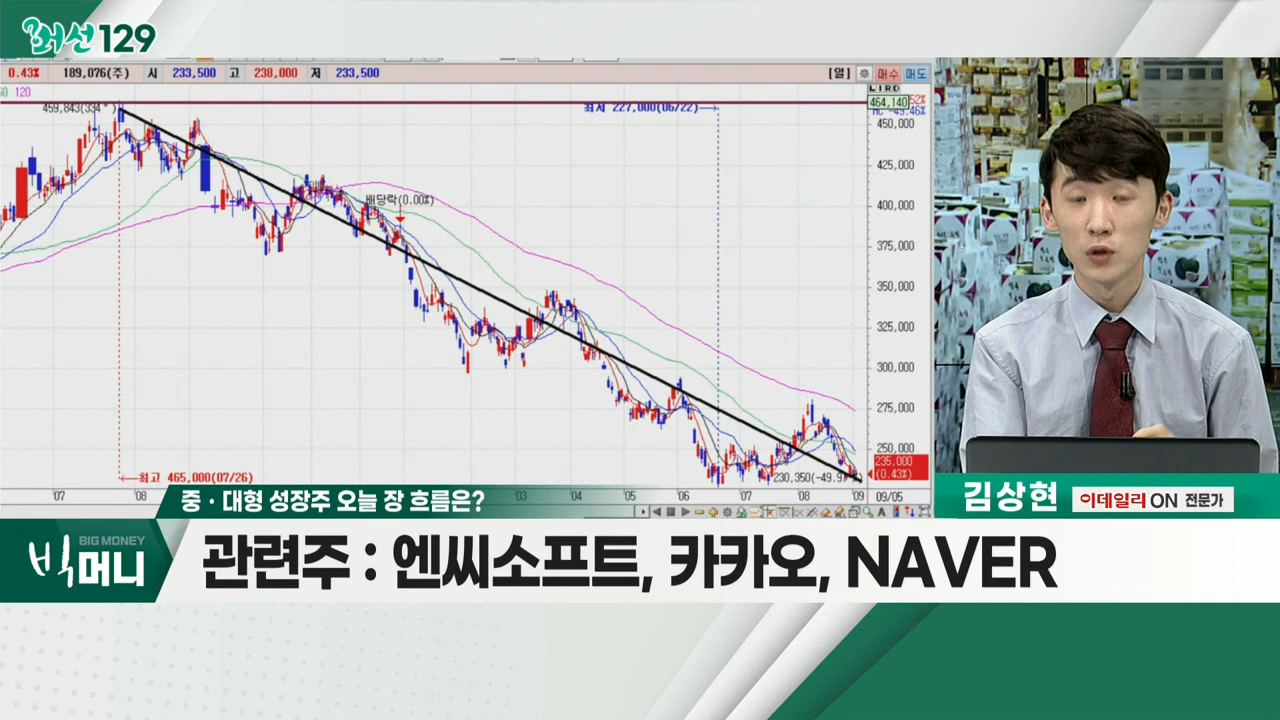 머선129
0.43% 189,076(주) 시 233,500 고 238,000 저 233,500 [일] 매수 매도
60 120
LIRD
464,140
459,843(334°)
최저 227,000(06/22)
450,000
425,000
배당락(0.00%)
400,000
375,000
350,000
325,000
300,000
275,000
250,000
235,000
(0.43%)
230,350(-49.9
최고 465,000(07/26)
'07 '08 '03 '04 '05 '06 '07 '08 '09 09/05
김상현 이데일리 ON 전문가
중·대형 성장주 오늘 장 흐름은?
BIG MONEY
빅머니
관련주 : 엔씨소프트, 카카오, NAVER